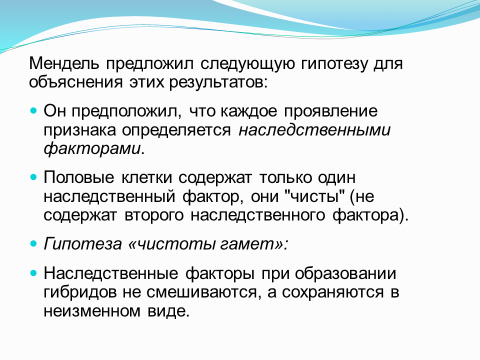 Мендель предложил следующую гипотезу для
объяснения этих результатов:
Он предположил, что каждое проявление
признака определяется наследственными
факторами.
Половые клетки содержат только один
наследственный фактор, они "чисты" (не
содержат второго наследственного фактора).
Гипотеза «чистоты гамет»:
Наследственные факторы при образовании
гибридов не смешиваются, а сохраняются в
неизменном виде.